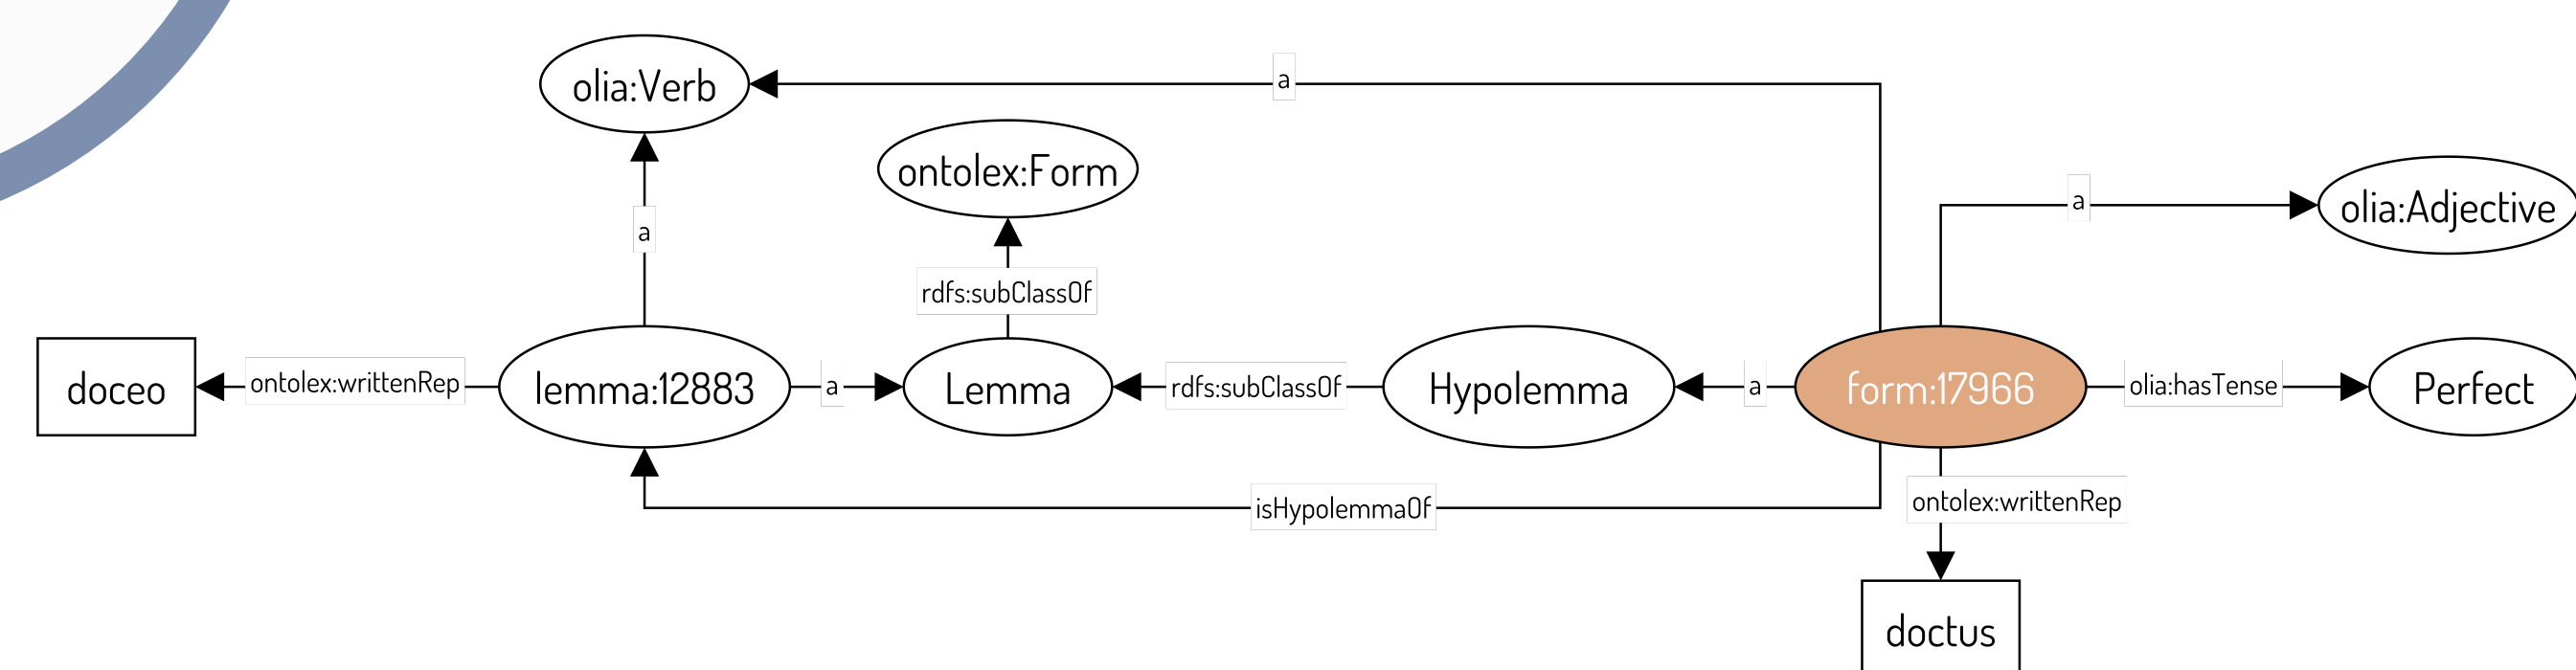 olia:Verb
a
ontolex:Form
a
olia:Adjective
a
rdfs:subClassOf
doceo
ontolex:writtenRep
lemma:12883
a
Lemma
rdfs:subClassOf
Hypolemma
a
form:17966
olia:hasTense
Perfect
isHypolemmaOf
ontolex:writtenRep
doctus